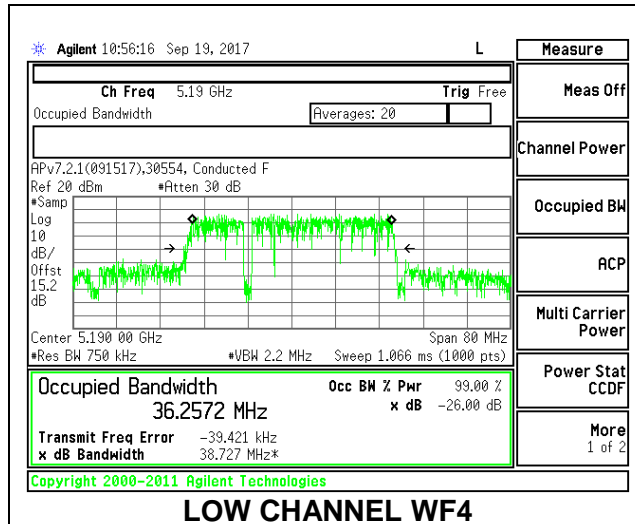 Agilent 10:56:16 Sep 19, 2017 L
Measure
Ch Freq 5.19 GHz Trig Free
Occupied Bandwidth Averages: 20
Meas Off
Channel Power
Occupied BW
ACP
Multi Carrier
Power
Power Stat
CCDF
More
1 of 2
APv7.2.1(091517),30554, Conducted F
Ref 20 dBm #Atten 30 dB
#Samp
Log
10
dB/
Offst
15.2
dB
Center 5.190 00 GHz Span 80 MHz
#Res BW 750 kHz #VBW 2.2 MHz Sweep 1.066 ms (1000 pts)
Occupied Bandwidth Occ BW % Pwr 99.00 %
36.2572 MHz x dB -26.00 dB
Transmit Freq Error -39.421 kHz
x dB Bandwidth 38.727 MHz*
Copyright 2000-2011 Agilent Technologies
LOW CHANNEL WF4